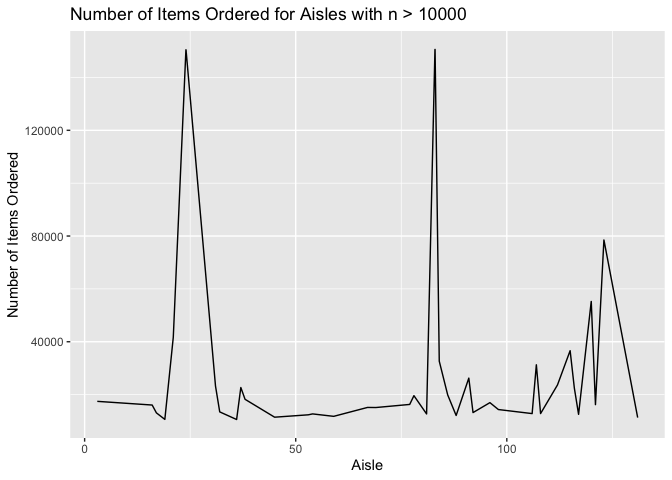 Number of Items Ordered for Aisles with n > 10000
Number of Items Ordered
120000
80000
40000
0
50
100
Aisle